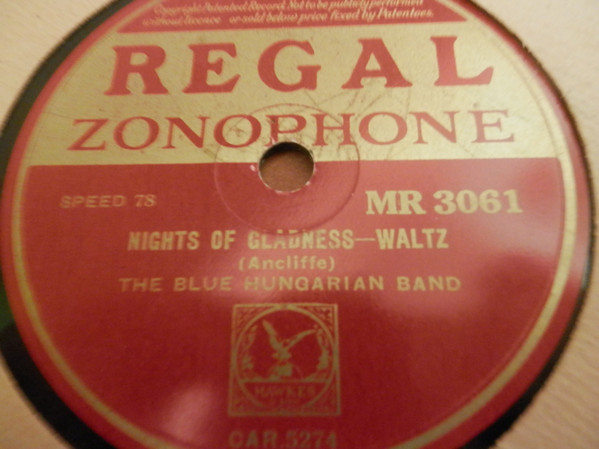 Copyright Patented Record. Not to be publicly performed
without licence or sold below price fixed by Patentees.
REGAL
ZONOPHONE
SPEED 78
MR 3061
NIGHTS OF GLADNESS—WALTZ
(Ancliffe)
THE BLUE HUNGARIAN BAND
HAWKES
CAR.5274